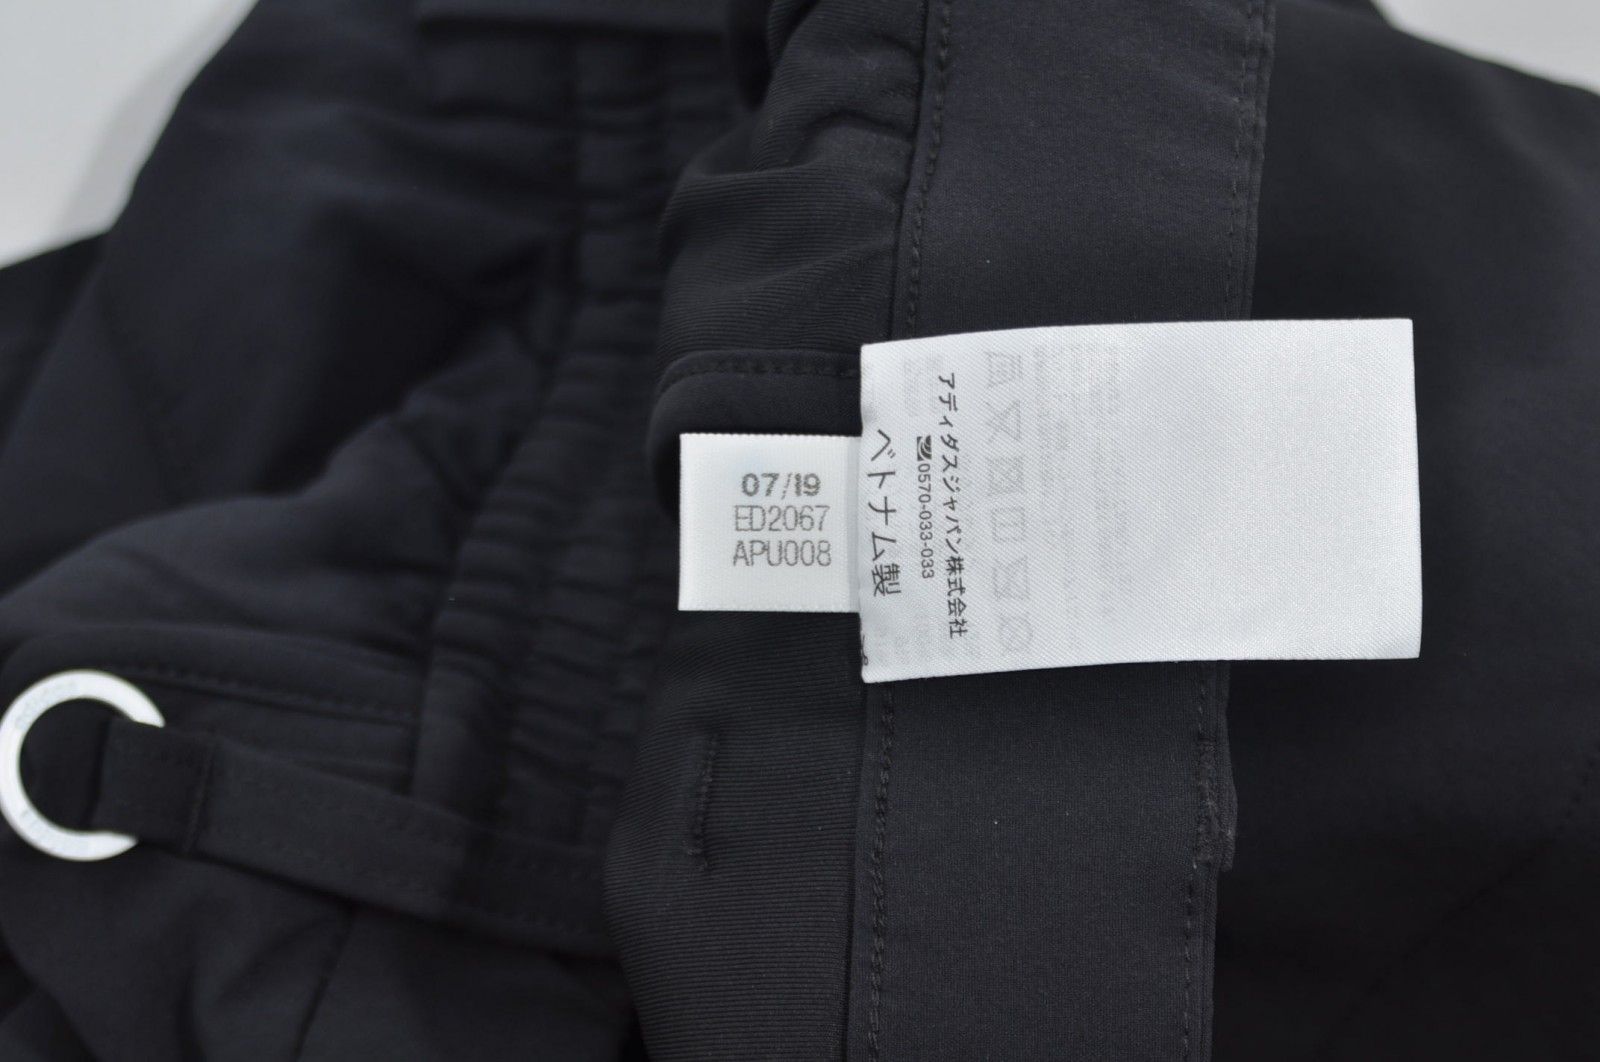 07/19
ED2067
APU008
アディダスジャパン株式会社
0570-033-033
ベトナム製